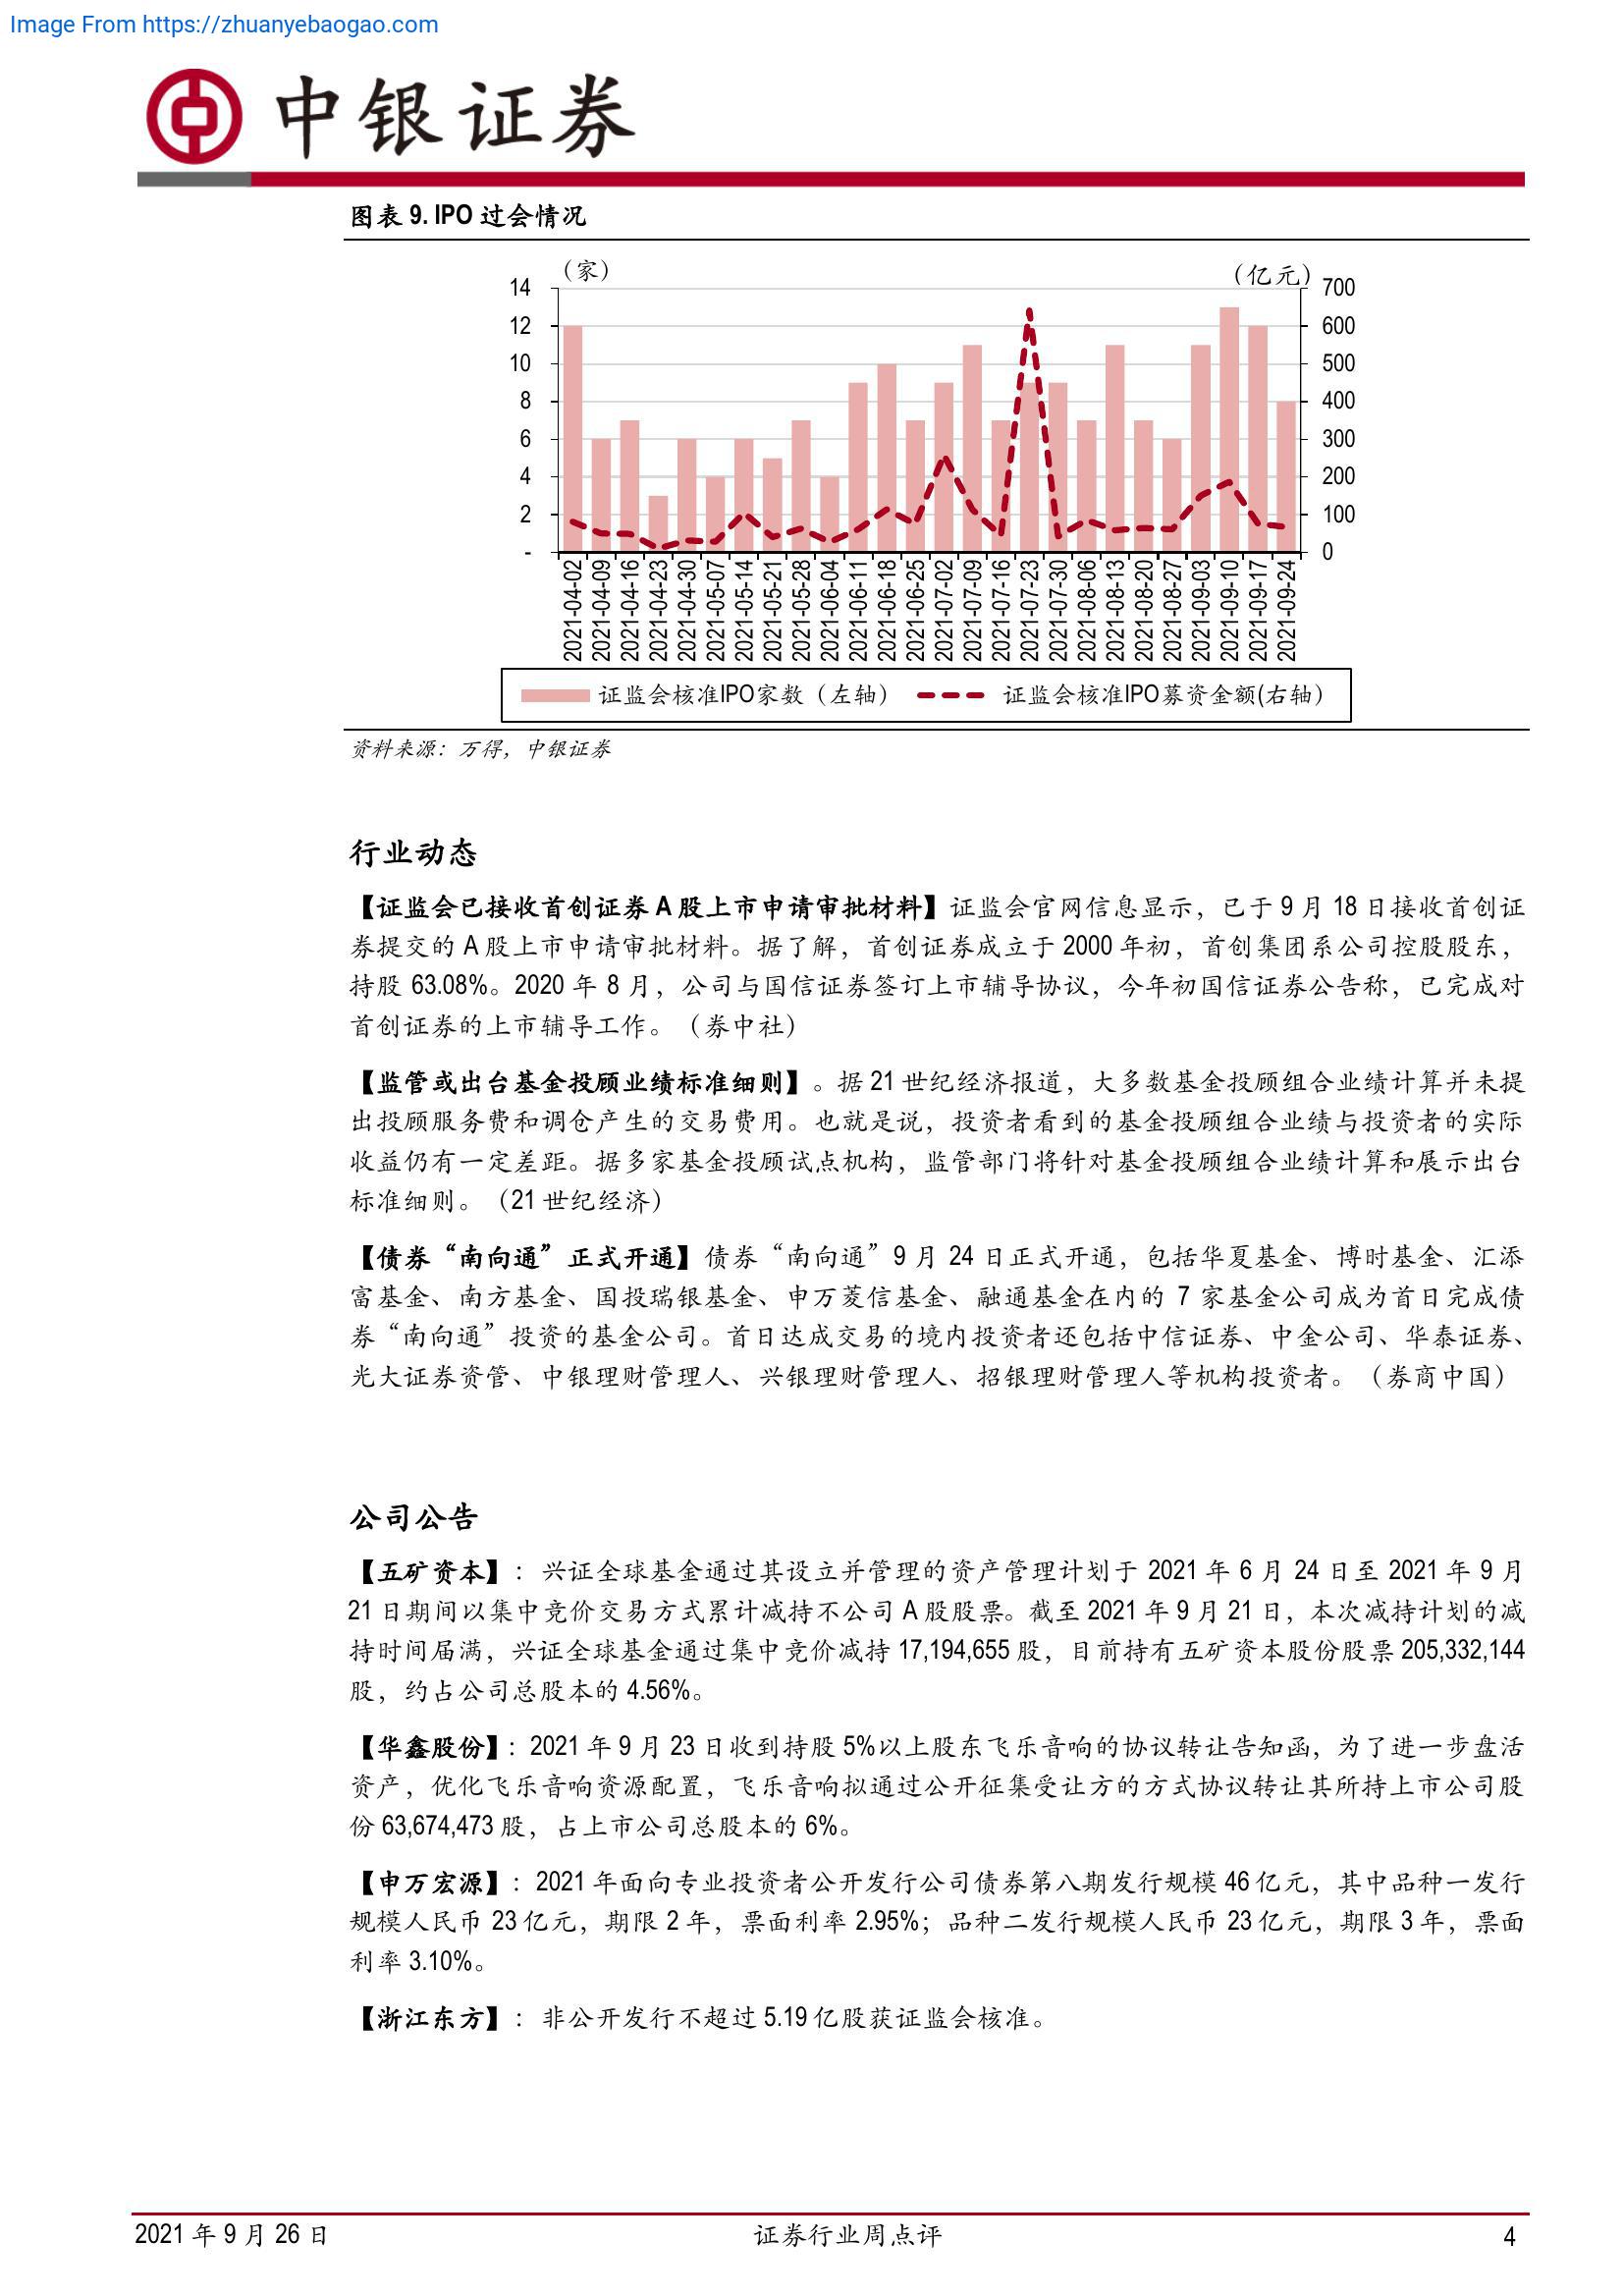 Image From https://zhuanyebaogao.com
中银证券
图表 9. IPO 过会情况
（家）
（亿元）
14
12
10
8
6
4
2
-
700
600
500
400
300
200
100
0
2021-04-02
2021-04-09
2021-04-16
2021-04-23
2021-04-30
2021-05-07
2021-05-14
2021-05-21
2021-05-28
2021-06-04
2021-06-11
2021-06-18
2021-06-25
2021-07-02
2021-07-09
2021-07-16
2021-07-23
2021-07-30
2021-08-06
2021-08-13
2021-08-20
2021-08-27
2021-09-03
2021-09-10
2021-09-17
2021-09-24
证监会核准IPO家数（左轴） 证监会核准IPO募资金额(右轴）
资料来源：万得，中银证券
行业动态
【证监会已接收首创证券 A 股上市申请审批材料】证监会官网信息显示，已于 9 月 18 日接收首创证
券提交的 A 股上市申请审批材料。据了解，首创证券成立于 2000 年初，首创集团系公司控股股东，
持股 63.08%。2020 年 8 月，公司与国信证券签订上市辅导协议，今年初国信证券公告称，已完成对
首创证券的上市辅导工作。（券中社）
【监管或出台基金投顾业绩标准细则】。据 21 世纪经济报道，大多数基金投顾组合业绩计算并未提
出投顾服务费和调仓产生的交易费用。也就是说，投资者看到的基金投顾组合业绩与投资者的实际
收益仍有一定差距。据多家基金投顾试点机构，监管部门将针对基金投顾组合业绩计算和展示出台
标准细则。（21 世纪经济）
【债券“南向通”正式开通】债券“南向通”9 月 24 日正式开通，包括华夏基金、博时基金、汇添
富基金、南方基金、国投瑞银基金、申万菱信基金、融通基金在内的 7 家基金公司成为首日完成债
券“南向通”投资的基金公司。首日达成交易的境内投资者还包括中信证券、中金公司、华泰证券、
光大证券资管、中银理财管理人、兴银理财管理人、招银理财管理人等机构投资者。（券商中国）
公司公告
【五矿资本】：兴证全球基金通过其设立并管理的资产管理计划于 2021 年 6 月 24 日至 2021 年 9 月
21 日期间以集中竞价交易方式累计减持不公司 A 股股票。截至 2021 年 9 月 21 日，本次减持计划的减
持时间届满，兴证全球基金通过集中竞价减持 17,194,655 股，目前持有五矿资本股份股票 205,332,144
股，约占公司总股本的 4.56%。
【华鑫股份】：2021 年 9 月 23 日收到持股 5%以上股东飞乐音响的协议转让告知函，为了进一步盘活
资产，优化飞乐音响资源配置，飞乐音响拟通过公开征集受让方的方式协议转让其所持上市公司股
份 63,674,473 股，占上市公司总股本的 6%。
【申万宏源】：2021 年面向专业投资者公开发行公司债券第八期发行规模 46 亿元，其中品种一发行
规模人民币 23 亿元，期限 2 年，票面利率 2.95%；品种二发行规模人民币 23 亿元，期限 3 年，票面
利率 3.10%。
【浙江东方】：非公开发行不超过 5.19 亿股获证监会核准。
2021 年 9 月 26 日 证券行业周点评 4